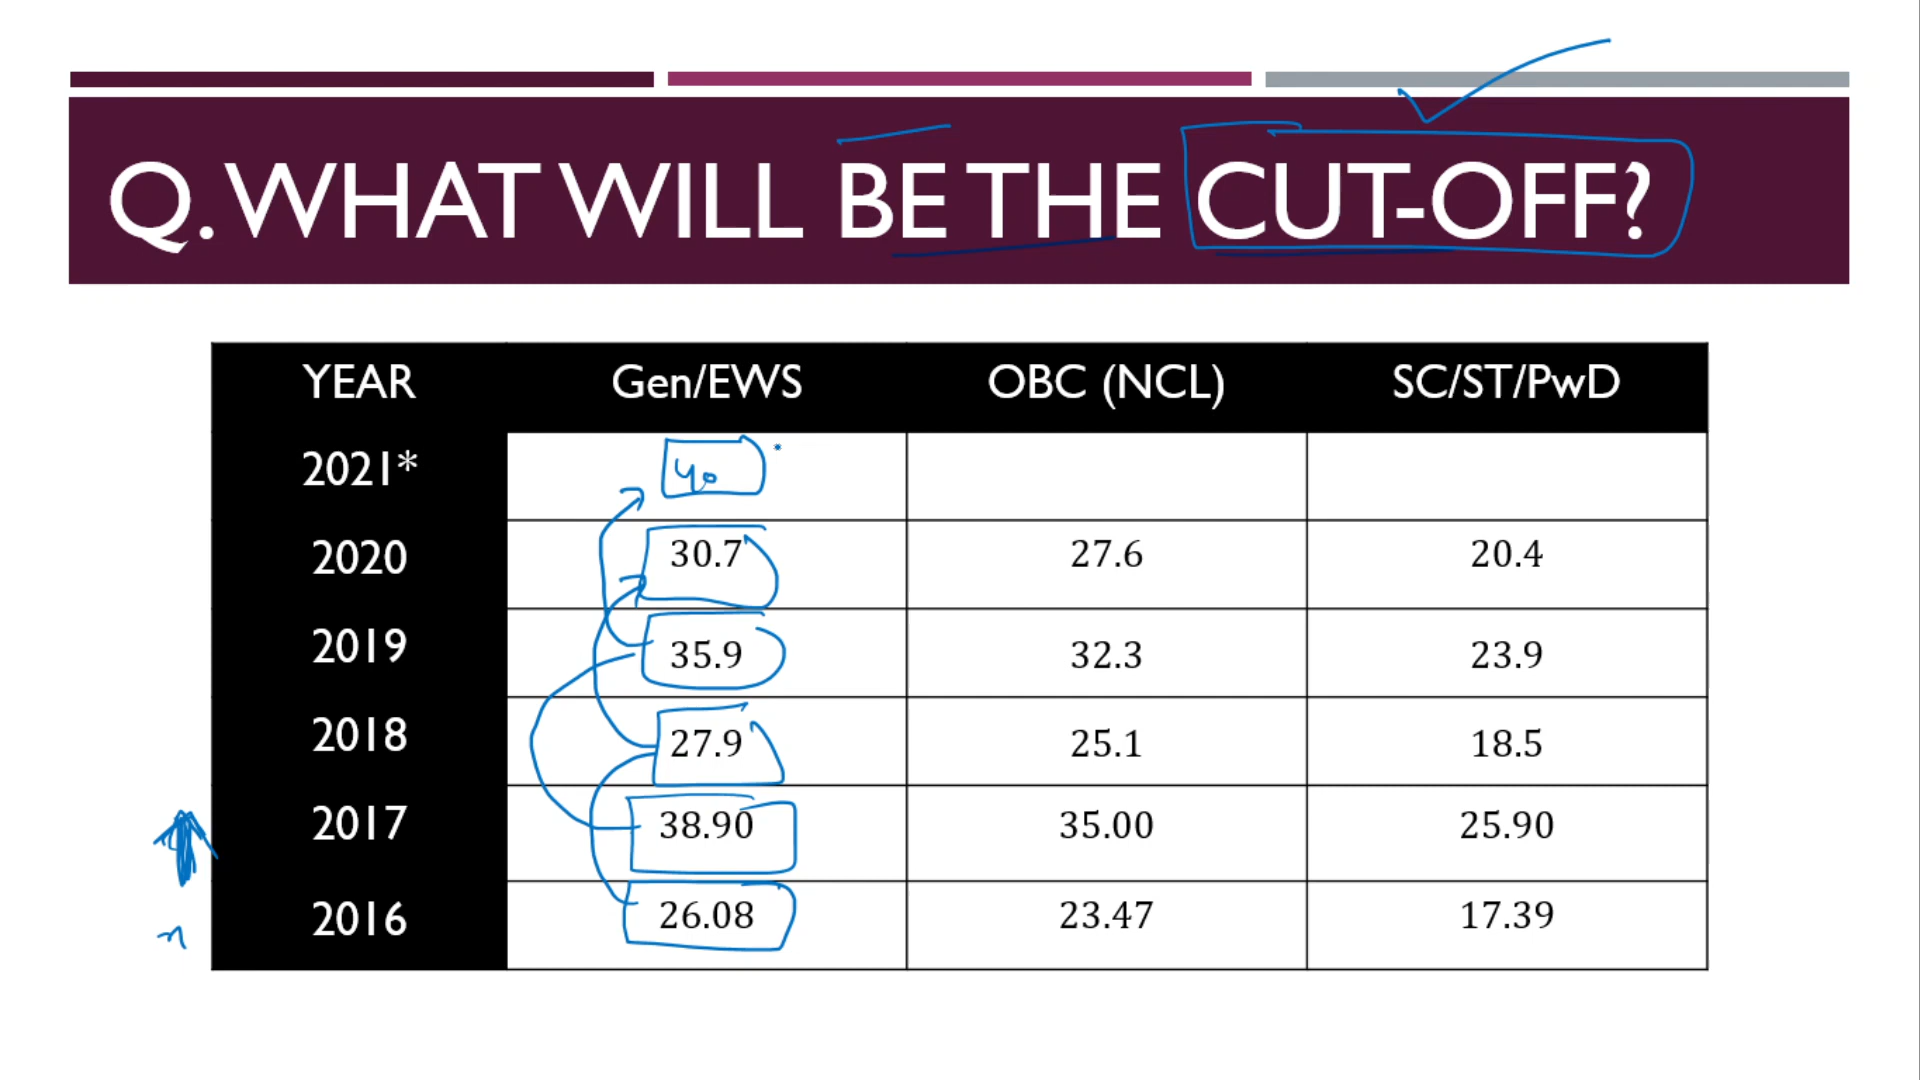 Q. WHAT WILL BE THE CUT-OFF?
YEAR Gen/EWS OBC (NCL) SC/ST/PwD
2021* 40
2020 30.7 27.6 20.4
2019 35.9 32.3 23.9
2018 27.9 25.1 18.5
2017 38.90 35.00 25.90
2016 26.08 23.47 17.39